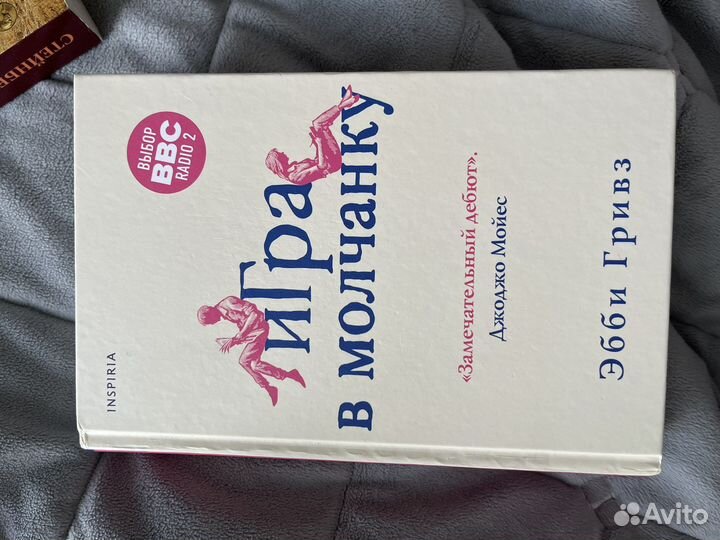 INSPIRIA
ВЫБОР
BBC
RADIO 2
иГра
в молчанку
«Замечательный дебют».
Джоджо Мойес
Эбби Гривз
Avito